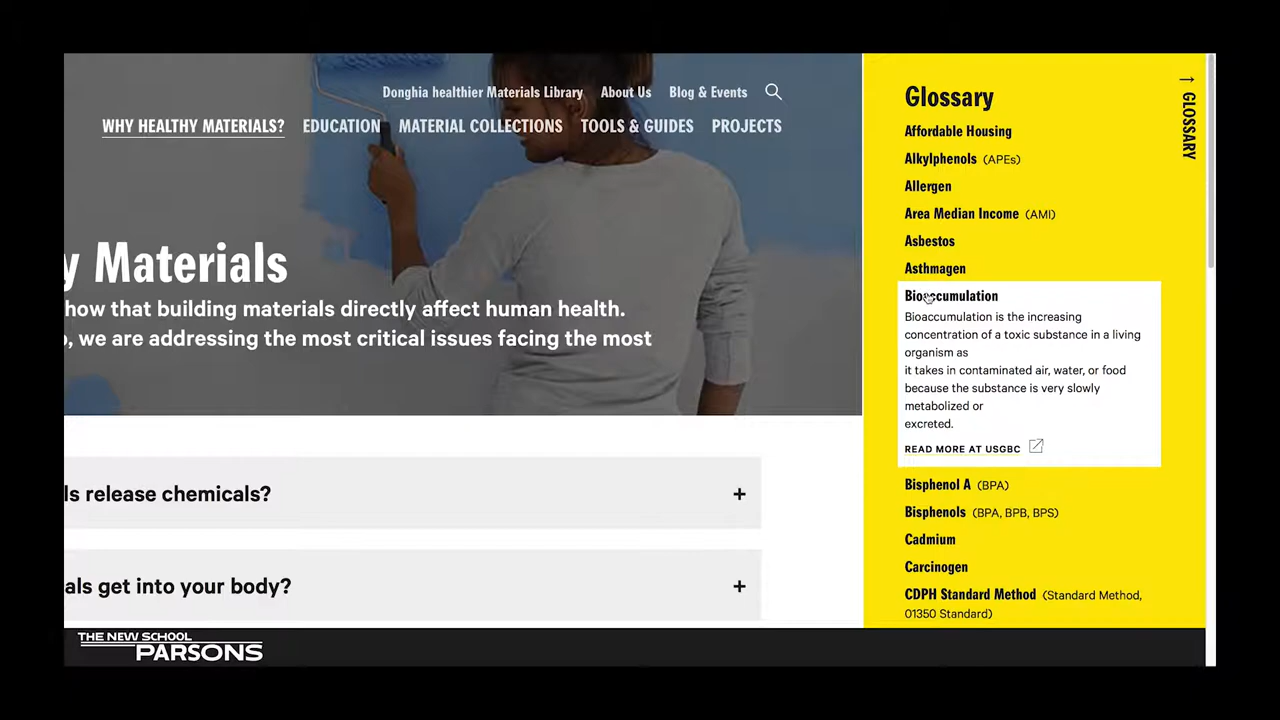 Donghia healthier Materials Library About Us Blog & Events
WHY HEALTHY MATERIALS? EDUCATION MATERIAL COLLECTIONS TOOLS & GUIDES PROJECTS
y Materials
how that building materials directly affect human health.
, we are addressing the most critical issues facing the most
ls release chemicals? +
als get into your body? +
Glossary
↑ GLOSSARY
Affordable Housing
Alkylphenols (APEs)
Allergen
Area Median Income (AMI)
Asbestos
Asthmagen
Bioaccumulation
Bioaccumulation is the increasing
concentration of a toxic substance in a living
organism as
it takes in contaminated air, water, or food
because the substance is very slowly
metabolized or
excreted.
READ MORE AT USGBC
Bisphenol A (BPA)
Bisphenols (BPA, BPB, BPS)
Cadmium
Carcinogen
CDPH Standard Method (Standard Method,
01350 Standard)
THE NEW SCHOOL
PARSONS